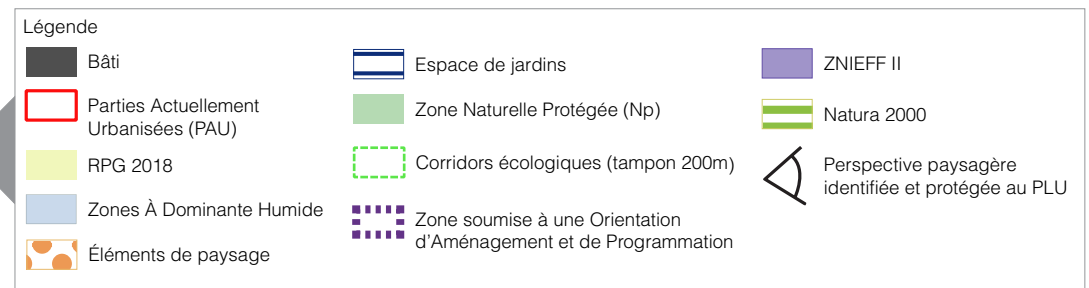 Légende
Bâti
Parties Actuellement
Urbanisées (PAU)
RPG 2018
Zones À Dominante Humide
Éléments de paysage
Espace de jardins
Zone Naturelle Protégée (Np)
Corridors écologiques (tampon 200m)
Zone soumise à une Orientation
d'Aménagement et de Programmation
ZNIEFF II
Natura 2000
Perspective paysagère
identifiée et protégée au PLU